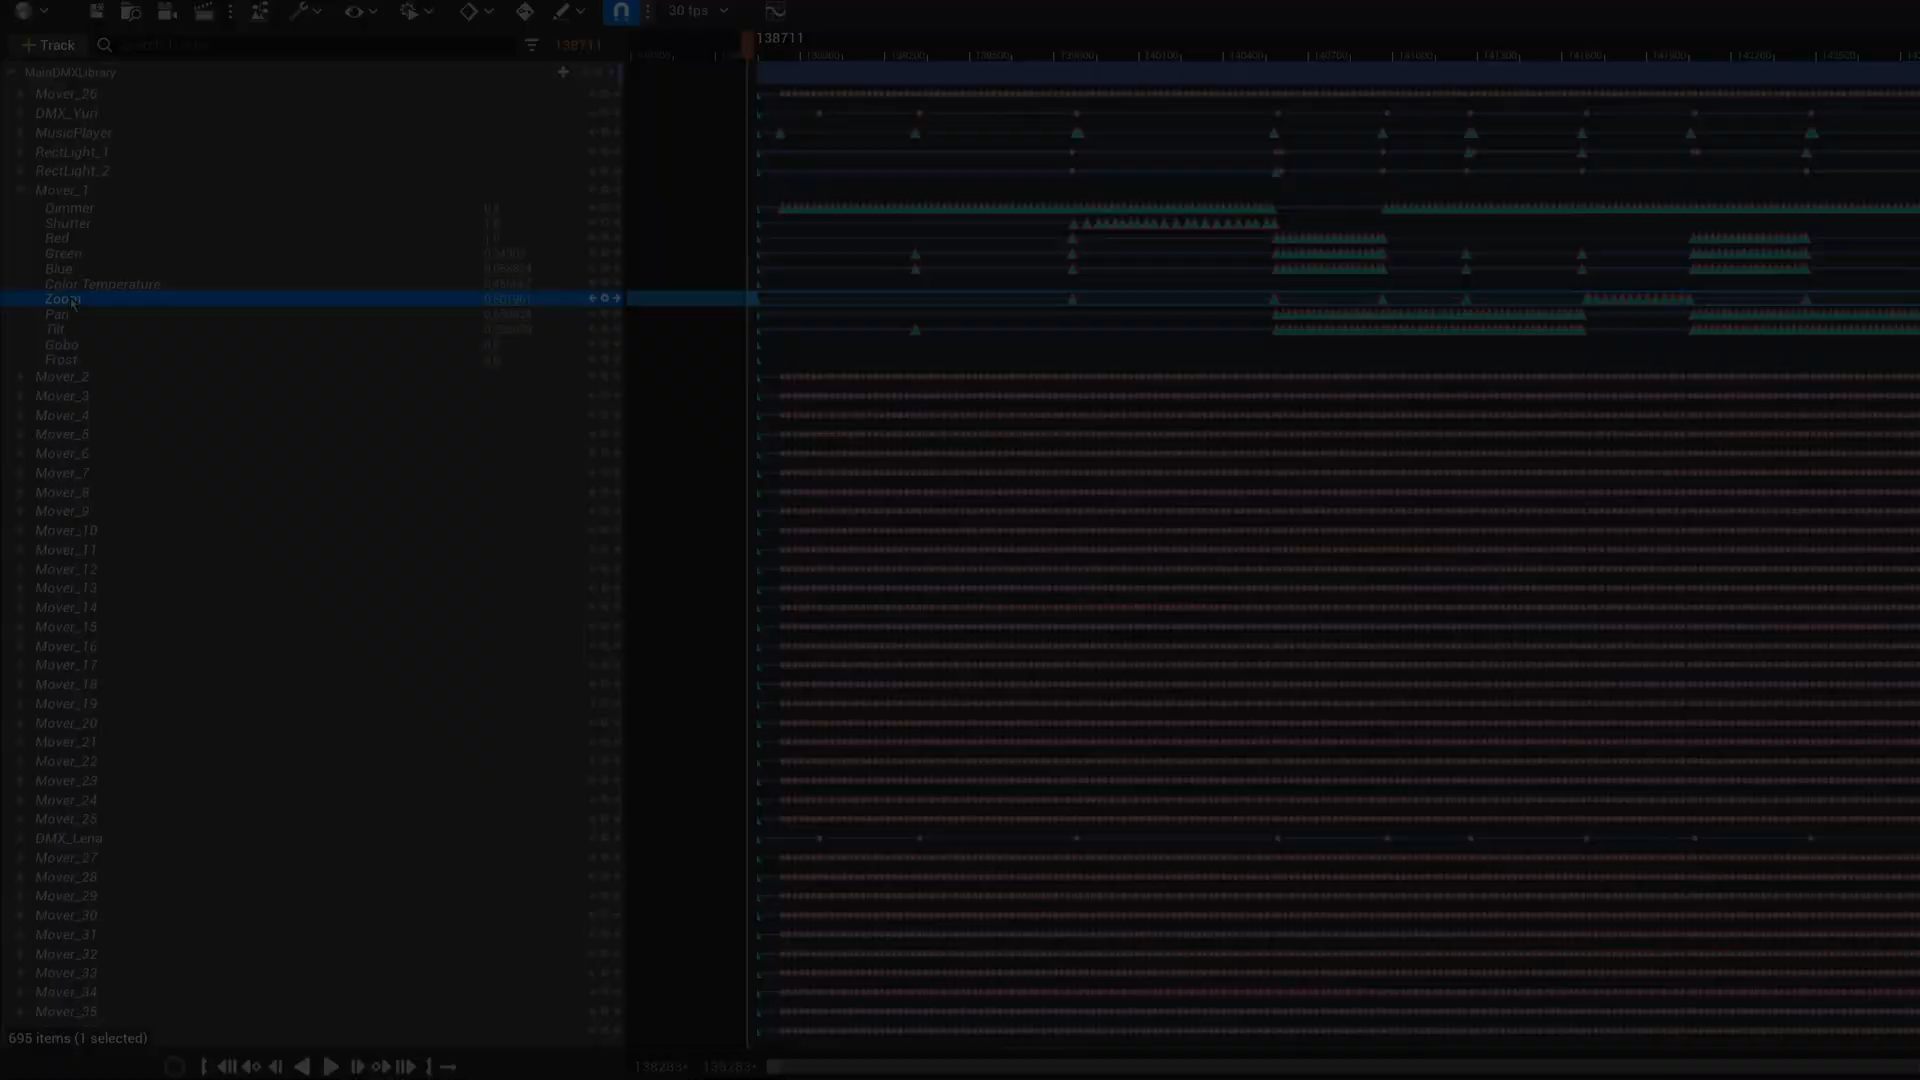 30 fps
+ Track
138711
138711
MainDMXLibrary
Mover_26
DMX_Yuri
MusicPlayer
RectLight_1
RectLight_2
Mover_1
Dimmer
Shutter
Red
Green
Blue
Color Temperature
Zoom
Pan
Tilt
Gobo
Frost
Mover_2
Mover_3
Mover_4
Mover_5
Mover_6
Mover_7
Mover_8
Mover_9
Mover_10
Mover_11
Mover_12
Mover_13
Mover_14
Mover_15
Mover_16
Mover_17
Mover_18
Mover_19
Mover_20
Mover_21
Mover_22
Mover_23
Mover_24
Mover_25
DMX_Lena
Mover_27
Mover_28
Mover_29
Mover_30
Mover_31
Mover_32
Mover_33
Mover_34
Mover_35
695 items (1 selected)